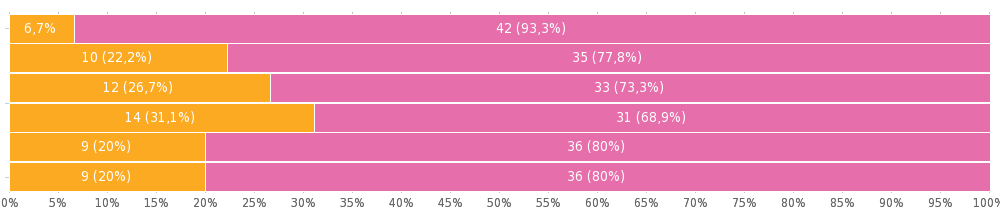 6,7% 42 (93,3%)
10 (22,2%) 35 (77,8%)
12 (26,7%) 33 (73,3%)
14 (31,1%) 31 (68,9%)
9 (20%) 36 (80%)
9 (20%) 36 (80%)
0% 5% 10% 15% 20% 25% 30% 35% 40% 45% 50% 55% 60% 65% 70% 75% 80% 85% 90% 95% 100%